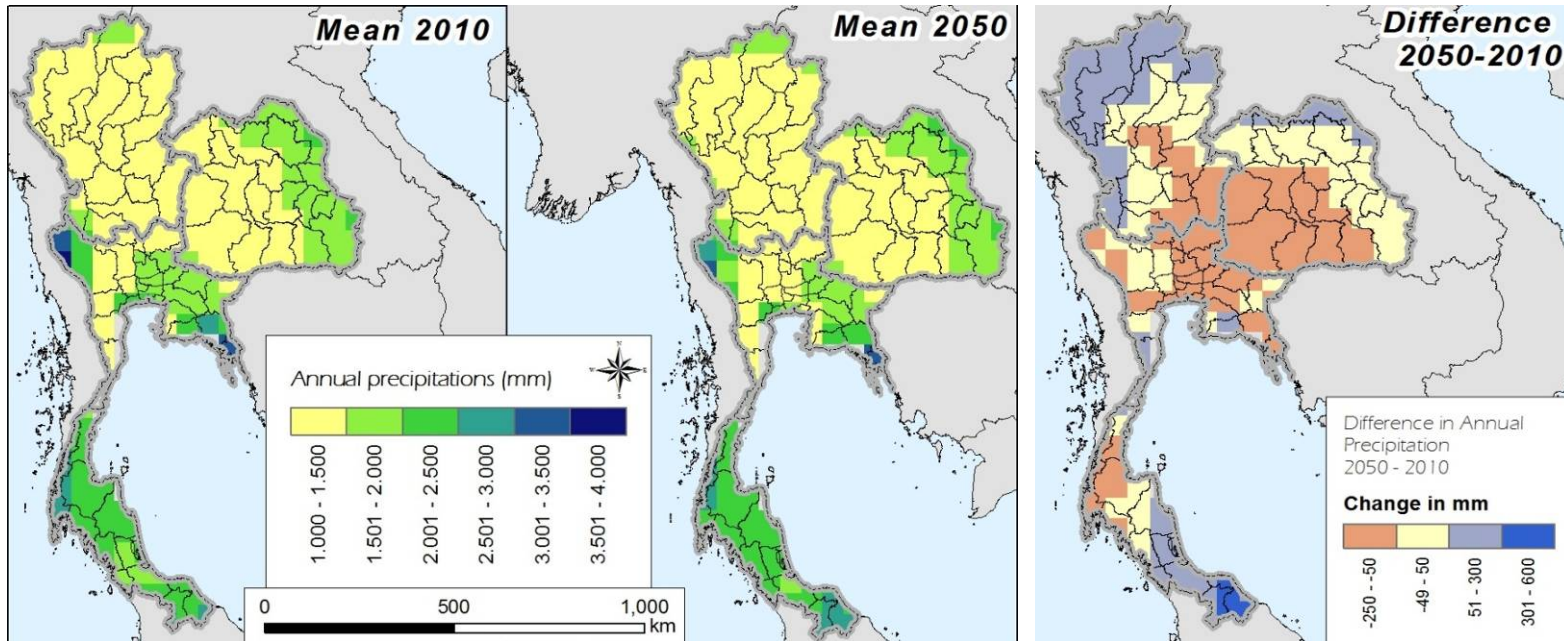 Mean 2010
Mean 2050
Difference
2050-2010
Annual precipitations (mm)
N
W
E
S
1.000 - 1.500
1.501 - 2.000
2.001 - 2.500
2.501 - 3.000
3.001 - 3.500
3.501 - 4.000
0
500
1,000
km
Difference in Annual
Precipitation
2050 - 2010
Change in mm
-250 - -50
-49 - 50
51 - 300
301 - 600